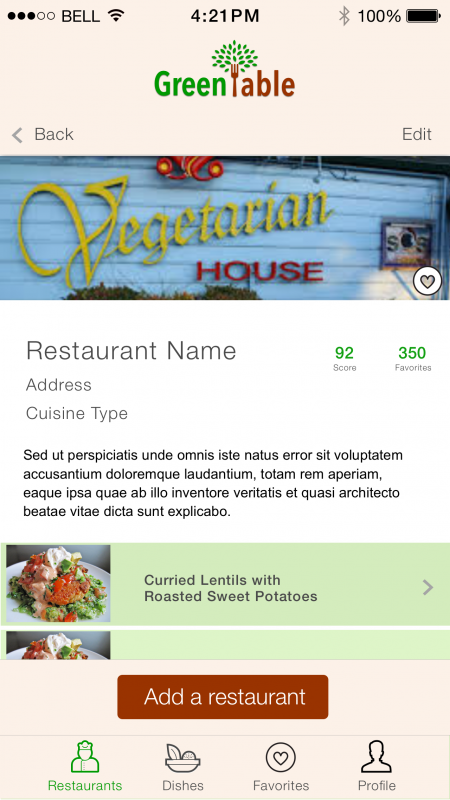 BELL 4:21PM 100%
GreenTable
Back Edit
Vegetarian
HOUSE
SOS
Restaurant Name
92 350
Score Favorites
Address
Cuisine Type
Sed ut perspiciatis unde omnis iste natus error sit voluptatem
accusantium doloremque laudantium, totam rem aperiam,
eaque ipsa quae ab illo inventore veritatis et quasi architecto
beatae vitae dicta sunt explicabo.
Curried Lentils with
Roasted Sweet Potatoes
Add a restaurant
Restaurants Dishes Favorites Profile